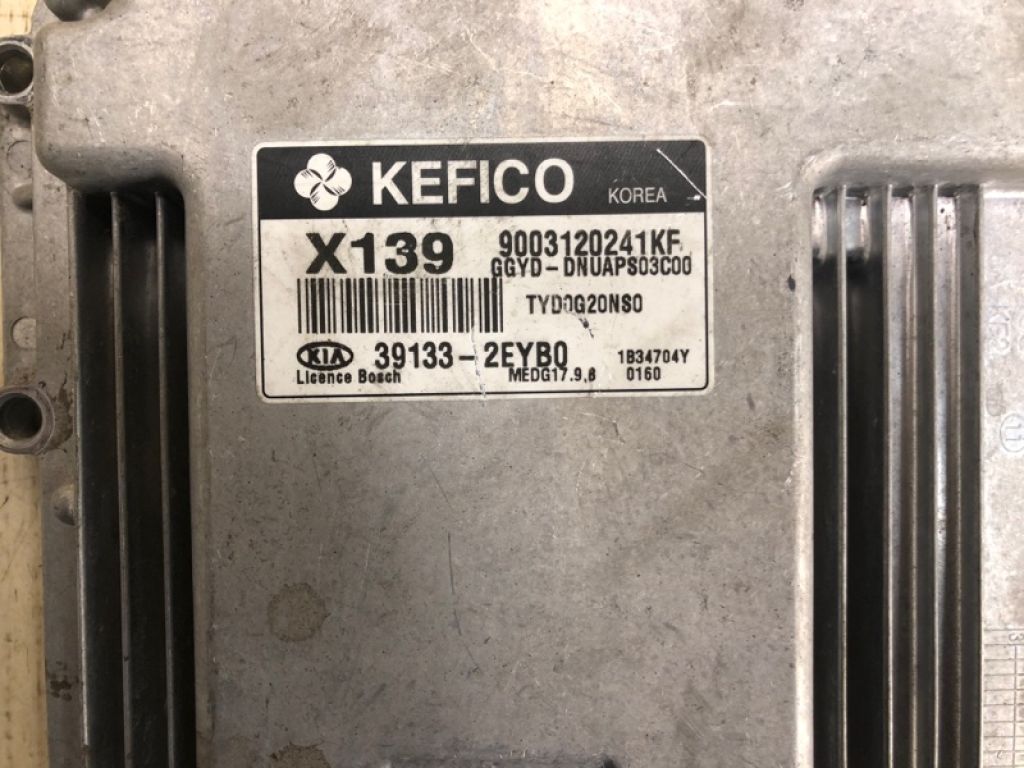 KEFICO KOREA
X139 9003120241KF
GGYD-DNUAPS03C00
TYD0G20NS0
KIA 39133-2EYB0 1B34704Y
Licence Bosch MEDG17.9.8 0160